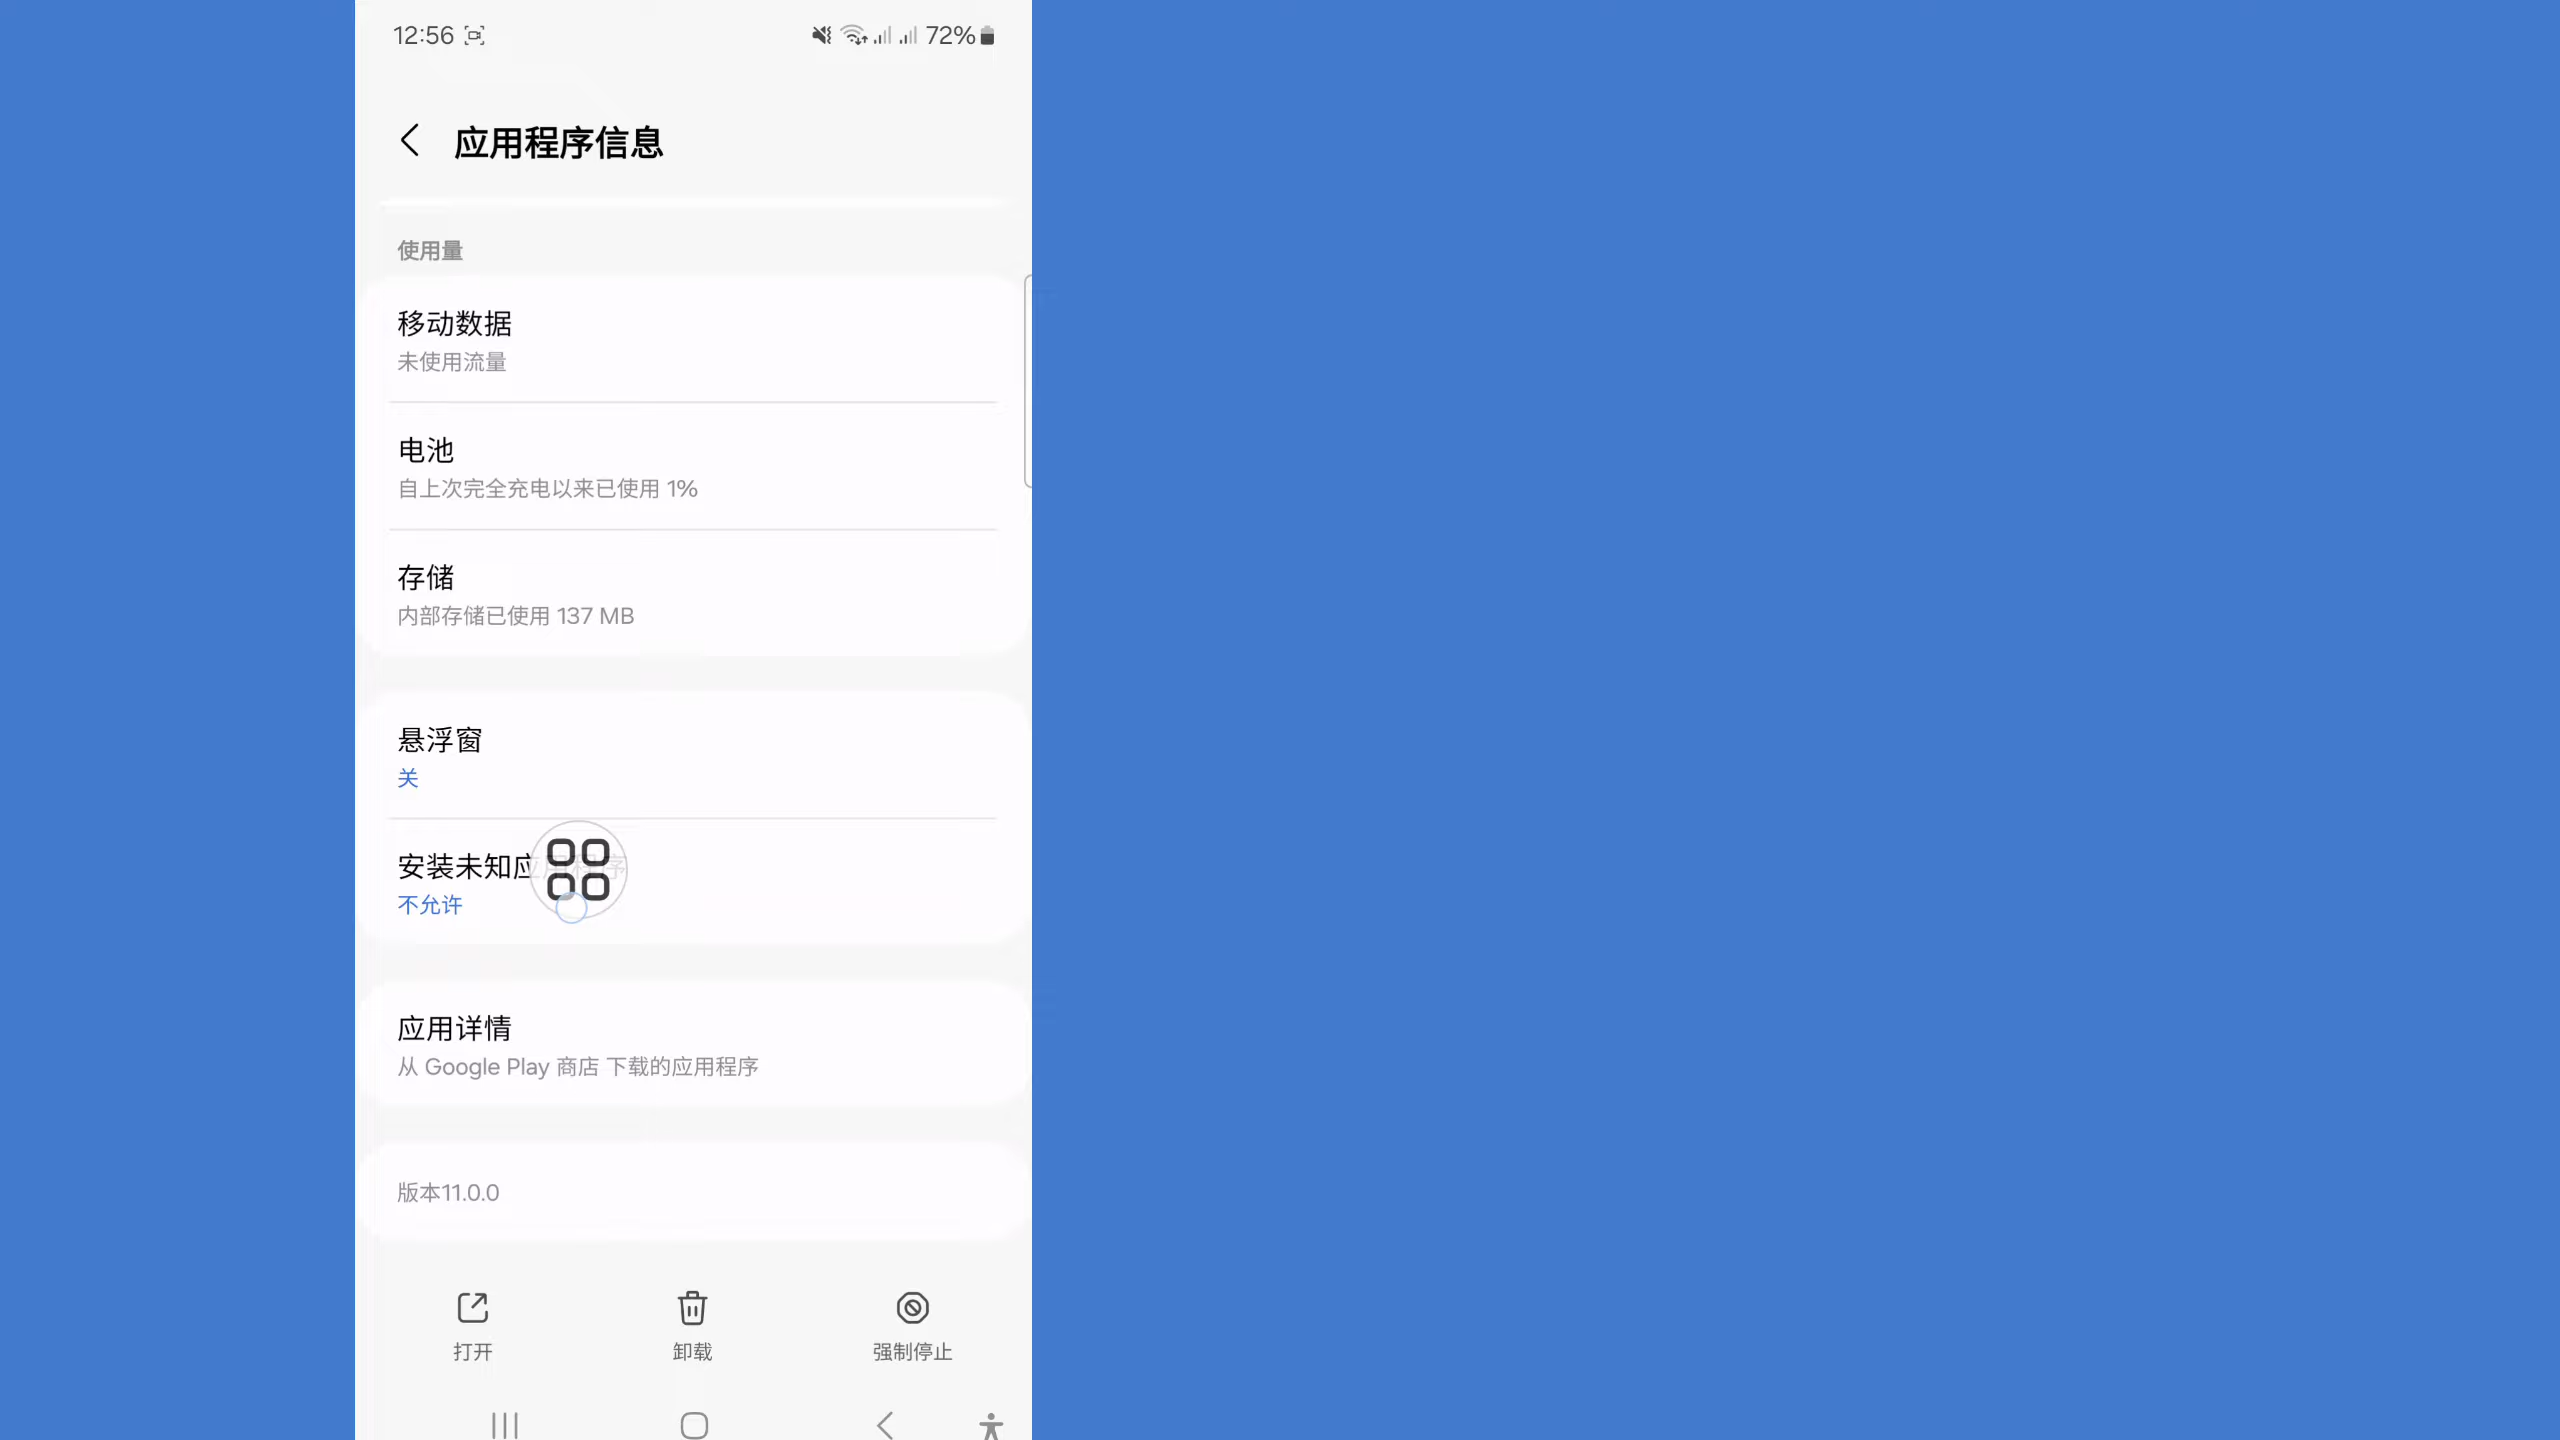 12:56
72%
应用程序信息
使用量
移动数据
未使用流量
电池
自上次完全充电以来已使用 1%
存储
内部存储已使用 137 MB
悬浮窗
关
安装未知应用程序
不允许
应用详情
从 Google Play 商店 下载的应用程序
版本11.0.0
打开
卸载
强制停止